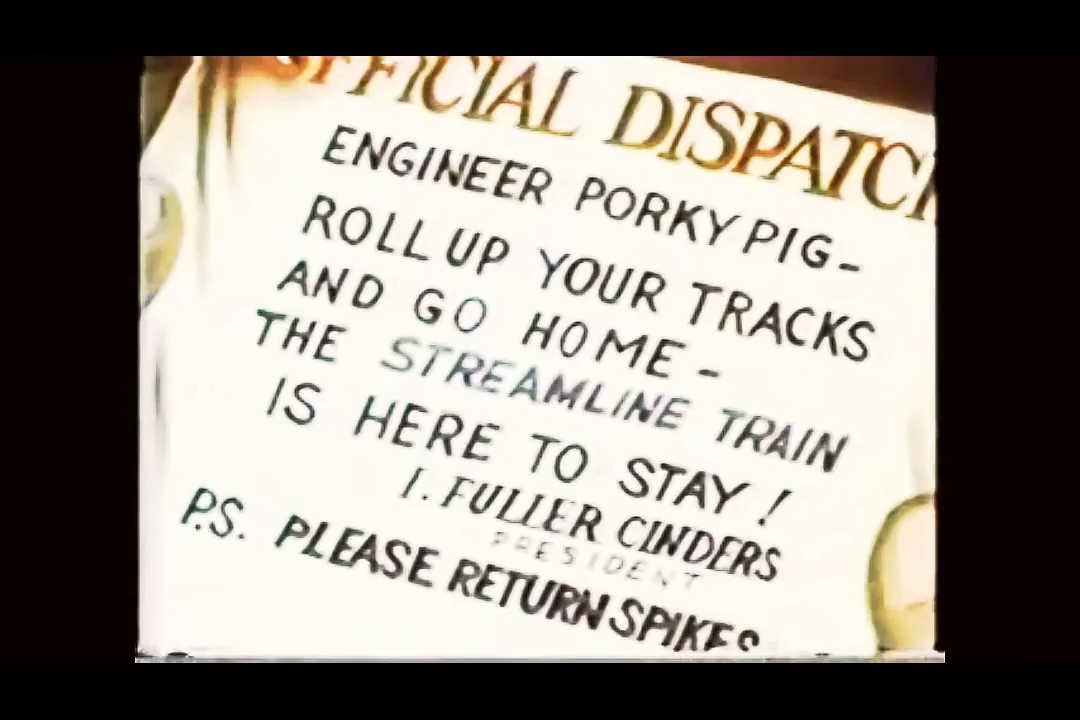 OFFICIAL DISPATCH
ENGINEER PORKY PIG-
ROLL UP YOUR TRACKS
AND GO HOME -
THE STREAMLINE TRAIN
IS HERE TO STAY!
I. FULLER CINDERS
PRESIDENT
P.S. PLEASE RETURN SPIKES